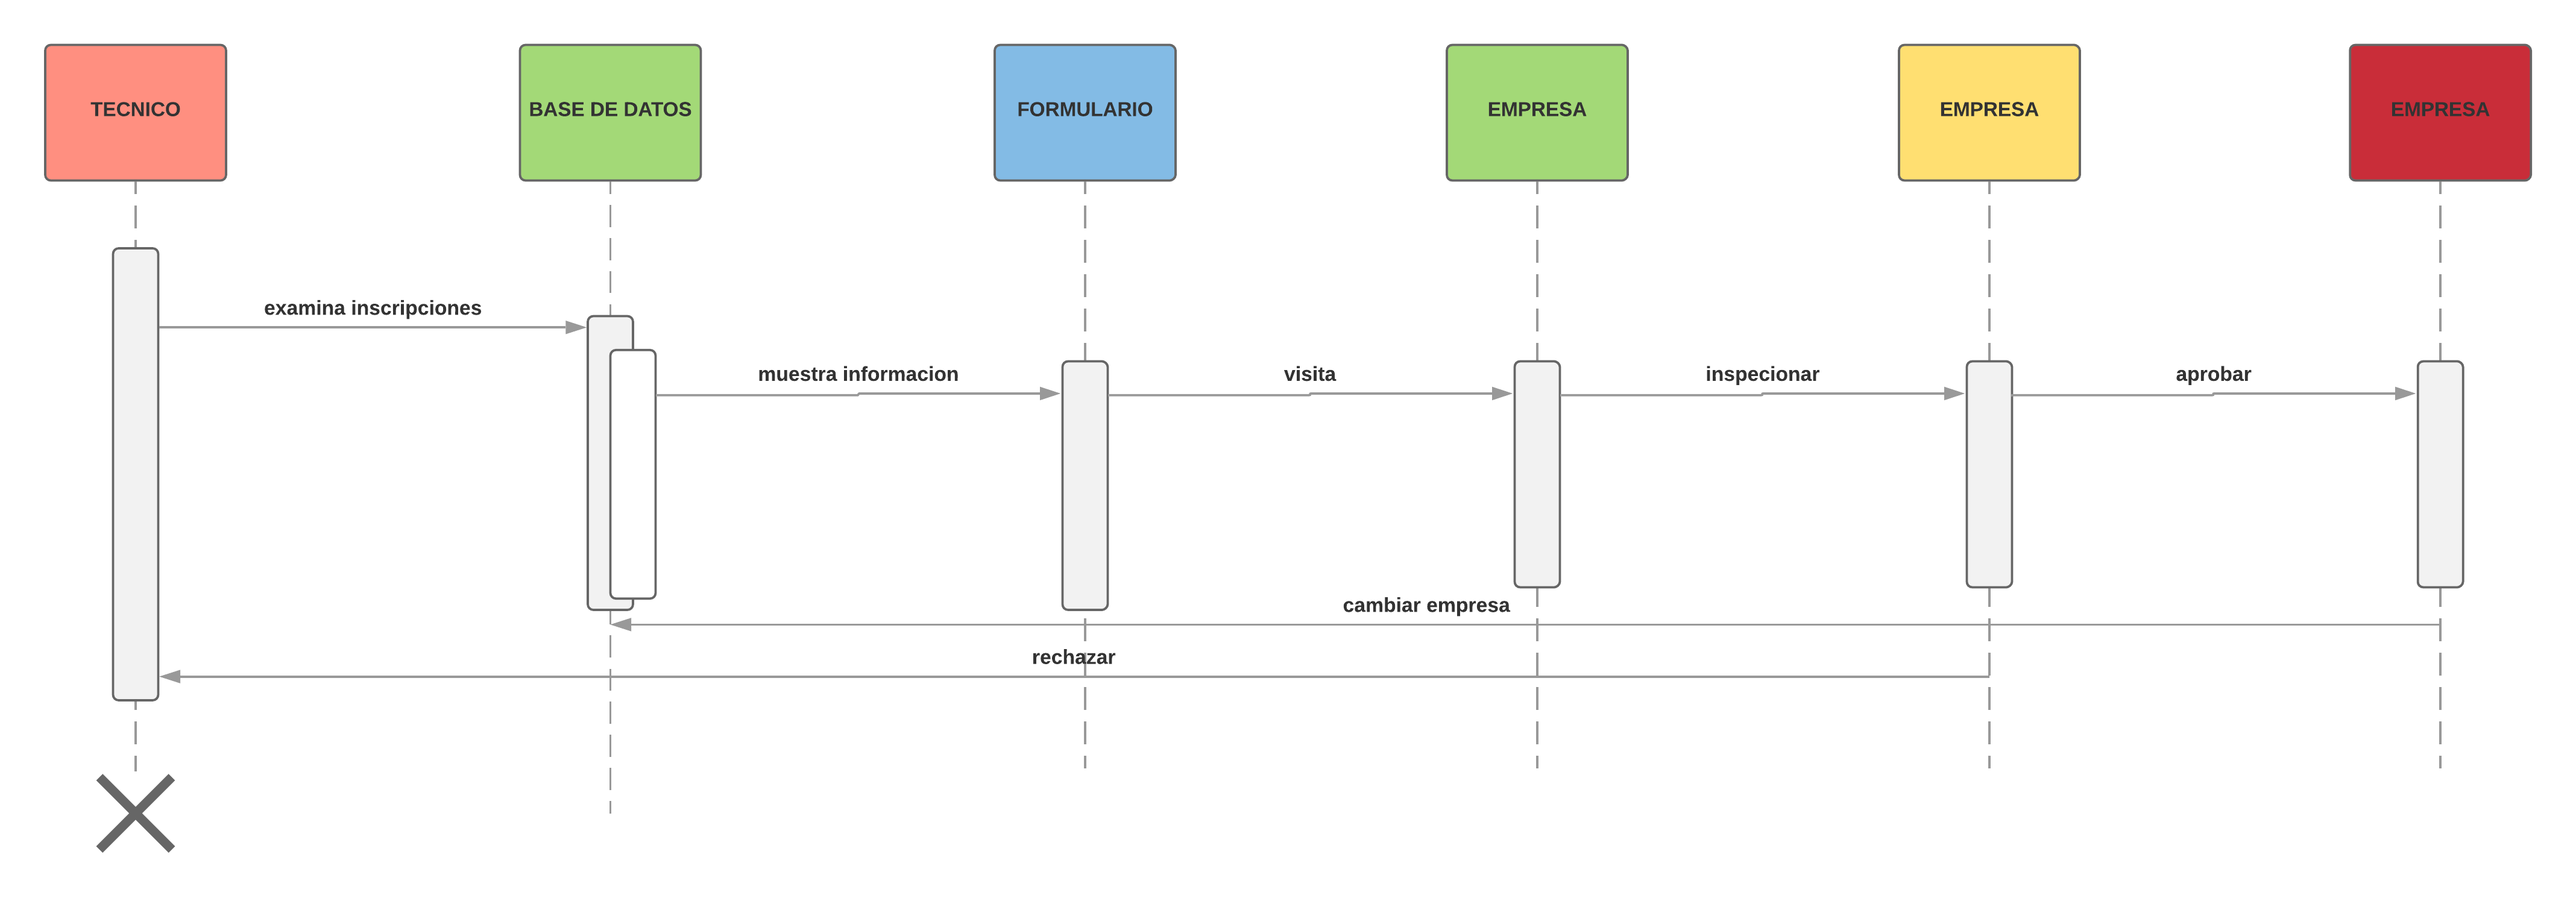 TECNICO
BASE DE DATOS
FORMULARIO
EMPRESA
EMPRESA
EMPRESA
examina inscripciones
muestra informacion
visita
inspecionar
aprobar
cambiar empresa
rechazar